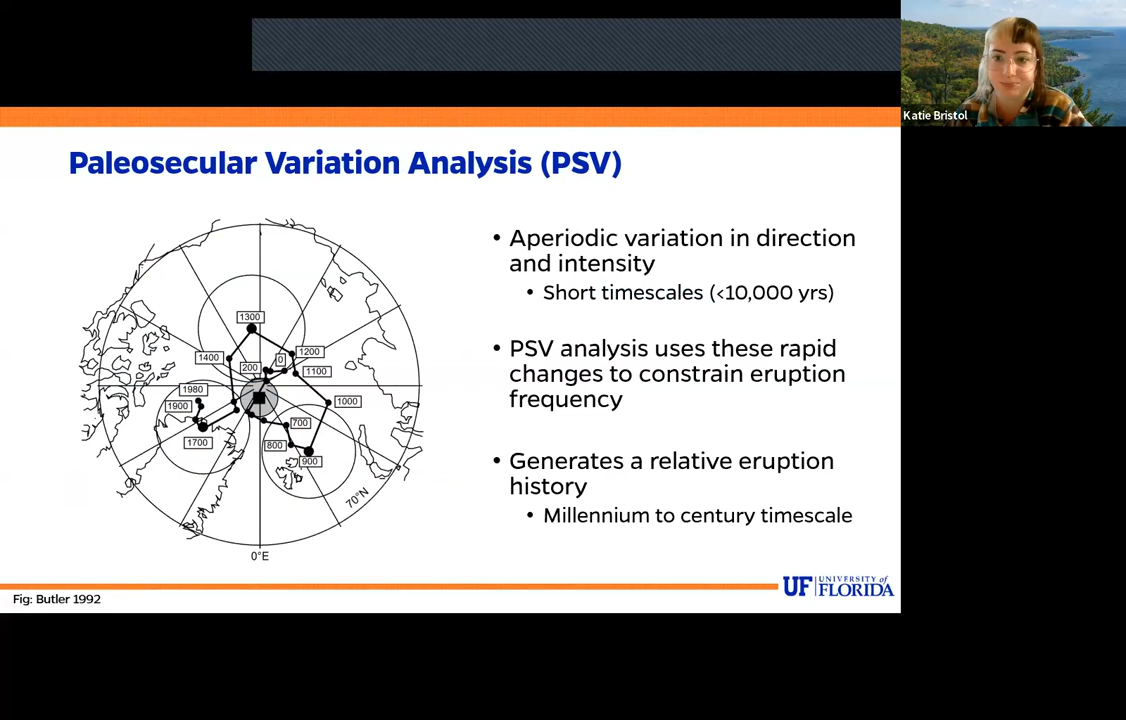 Katie Bristol
Paleosecular Variation Analysis (PSV)
• Aperiodic variation in direction
and intensity
• Short timescales (<10,000 yrs)
• PSV analysis uses these rapid
changes to constrain eruption
frequency
• Generates a relative eruption
history
• Millennium to century timescale
1300
1400
1200
0
200
1100
1980
1000
1900
700
1700
800
900
70°N
0°E
UF UNIVERSITY of
FLORIDA
Fig: Butler 1992